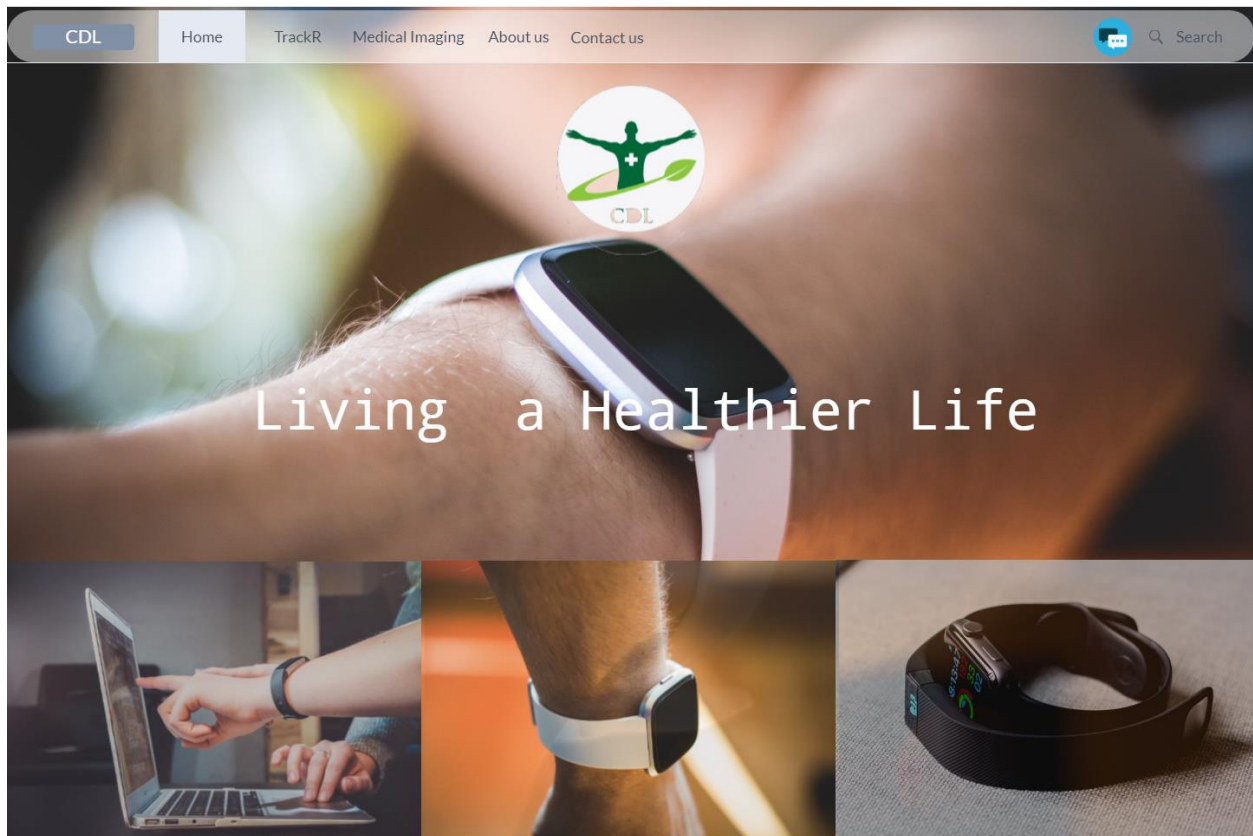 CDL
Home
TrackR
Medical Imaging
About us
Contact us
Search
CDL
Living a Healthier Life